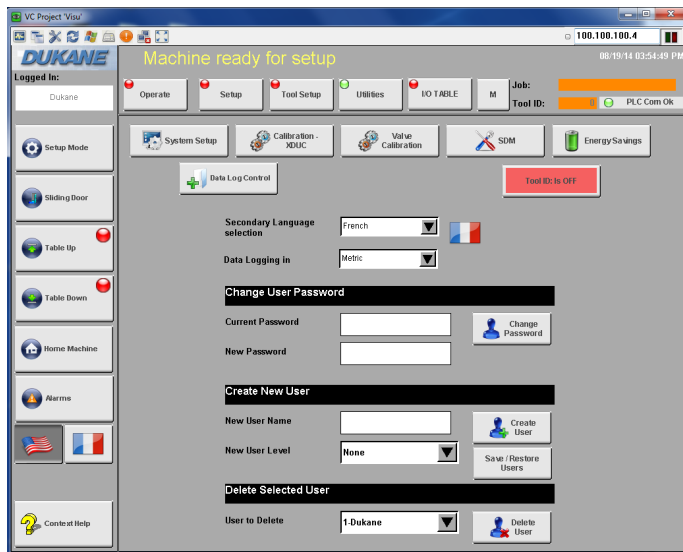 VC Project 'Visu'
100.100.100.4
DUKANE
Machine ready for setup
08/19/14 03:54:49 PM
Logged In:
Dukane
Operate
Setup
Tool Setup
Utilities
I/O TABLE
M
Job:
Tool ID:
0
PLC Com Ok
Setup Mode
Sliding Door
Table Up
Table Down
Home Machine
Alarms
Context Help
System Setup
Calibration -
XDUC
Valve
Calibration
SDM
Energy Savings
Data Log Control
Tool ID: Is OFF
Secondary Language
selection
French
Data Logging in
Metric
Change User Password
Current Password
Change
Password
New Password
Create New User
New User Name
Create
User
New User Level
None
Save / Restore
Users
Delete Selected User
User to Delete
1-Dukane
Delete
User